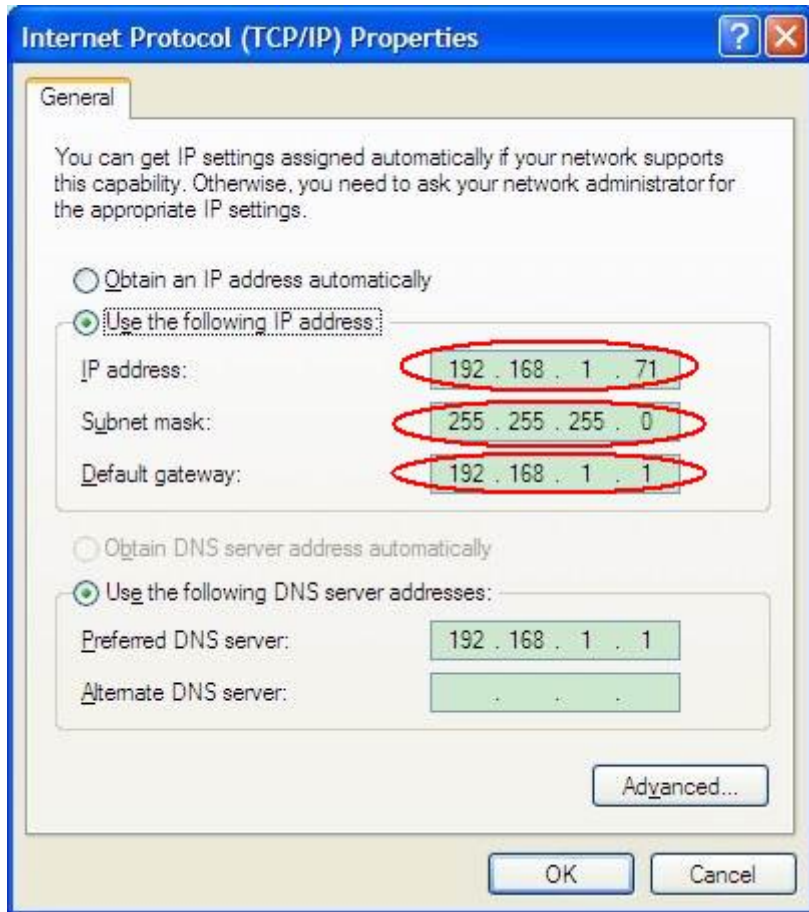 Internet Protocol (TCP/IP) Properties
General
You can get IP settings assigned automatically if your network supports
this capability. Otherwise, you need to ask your network administrator for
the appropriate IP settings.
Obtain an IP address automatically
Use the following IP address:
IP address: 192 . 168 . 1 . 71
Subnet mask: 255 . 255 . 255 . 0
Default gateway: 192 . 168 . 1 . 1
Obtain DNS server address automatically
Use the following DNS server addresses:
Preferred DNS server: 192 . 168 . 1 . 1
Alternate DNS server: . . .
Advanced...
OK Cancel